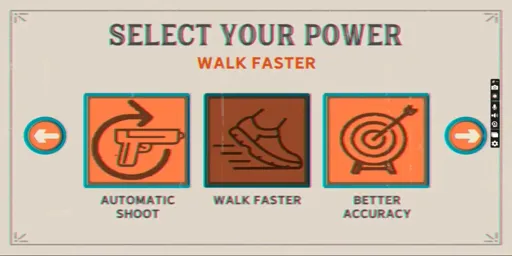 SELECT YOUR POWER
WALK FASTER
AUTOMATIC
SHOOT
WALK FASTER
BETTER
ACCURACY